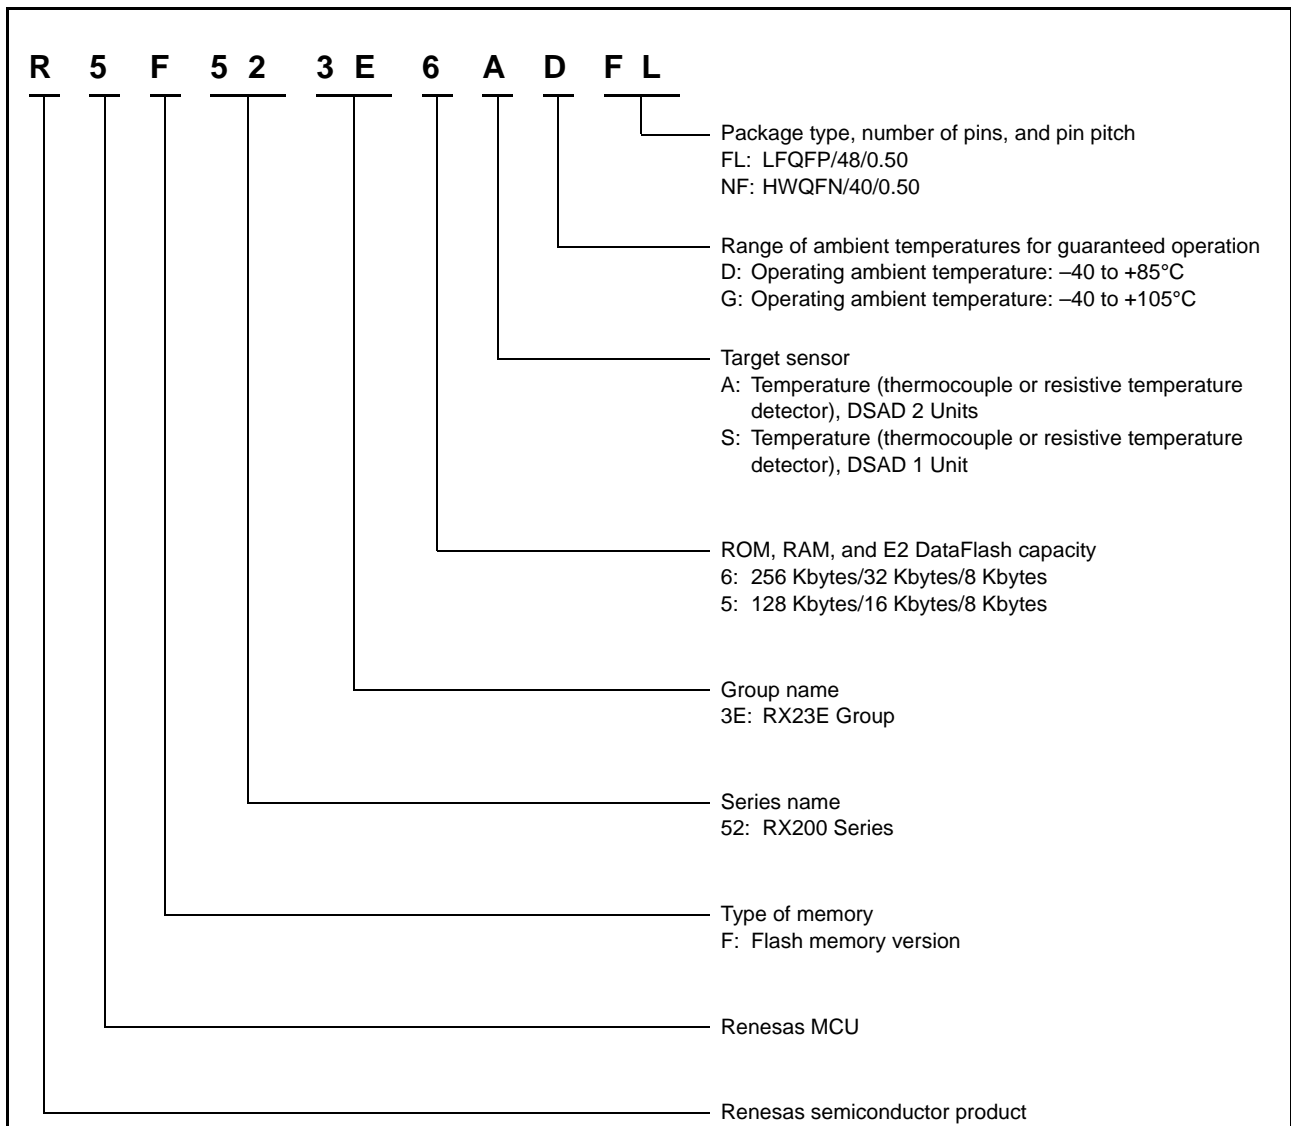 R 5 F 5 2 3 E 6 A D F L
Package type, number of pins, and pin pitch
FL: LFQFP/48/0.50
NF: HWQFN/40/0.50
Range of ambient temperatures for guaranteed operation
D: Operating ambient temperature: –40 to +85°C
G: Operating ambient temperature: –40 to +105°C
Target sensor
A: Temperature (thermocouple or resistive temperature
detector), DSAD 2 Units
S: Temperature (thermocouple or resistive temperature
detector), DSAD 1 Unit
ROM, RAM, and E2 DataFlash capacity
6: 256 Kbytes/32 Kbytes/8 Kbytes
5: 128 Kbytes/16 Kbytes/8 Kbytes
Group name
3E: RX23E Group
Series name
52: RX200 Series
Type of memory
F: Flash memory version
Renesas MCU
Renesas semiconductor product